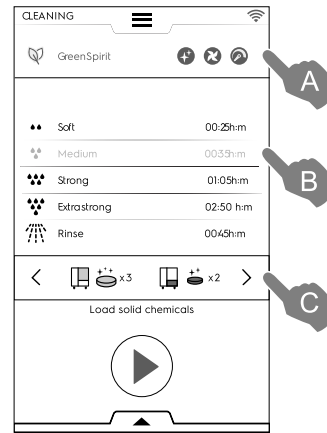 CLEANING
GreenSpirit
A
Soft 00:25h:m
Medium 00:35h:m
B
Strong 01:05h:m
Extrastrong 02:50 h:m
Rinse 00:45h:m
x3 x2
C
Load solid chemicals